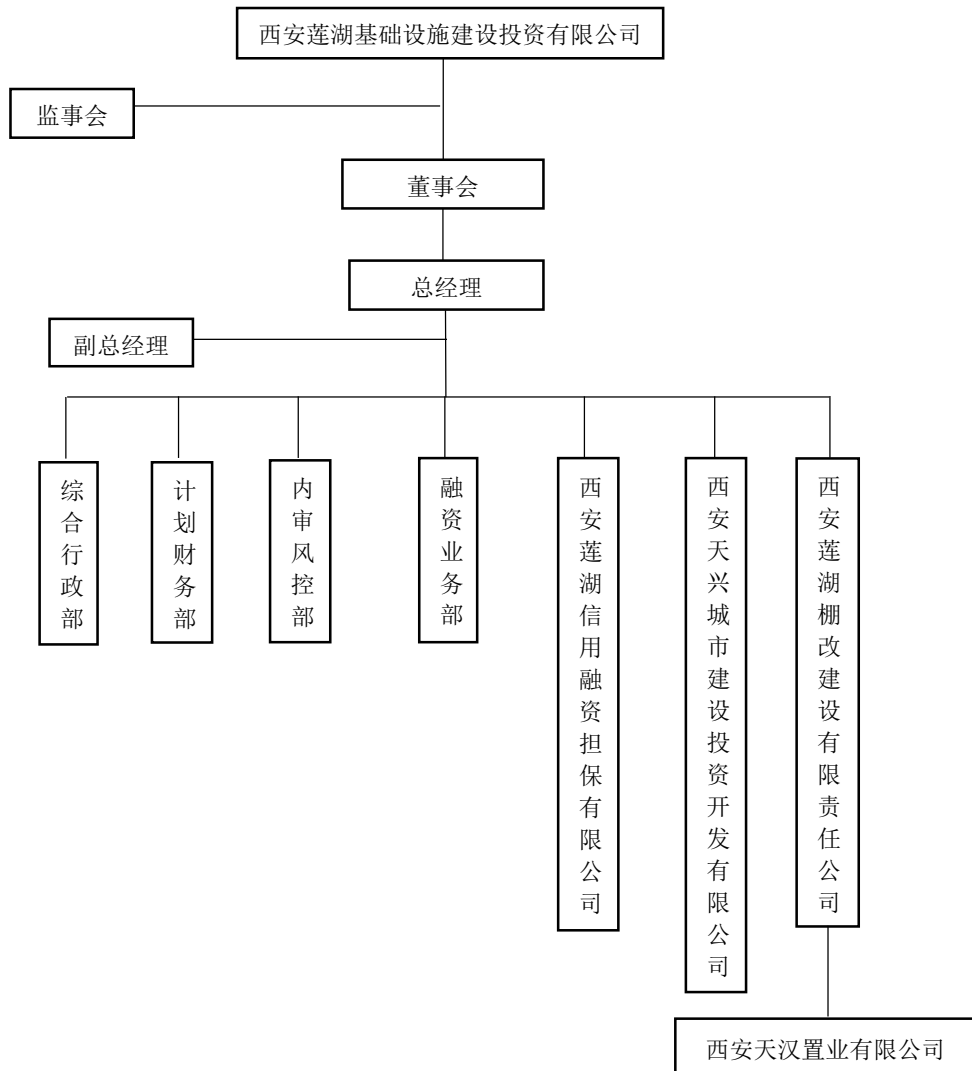 西安莲湖基础设施建设投资有限公司
监事会
董事会
总经理
副总经理
综合行政部
计划财务部
内审风控部
融资业务部
西安莲湖信用融资担保有限公司
西安天兴城市建设投资开发有限公司
西安莲湖棚改建设有限责任公司
西安天汉置业有限公司